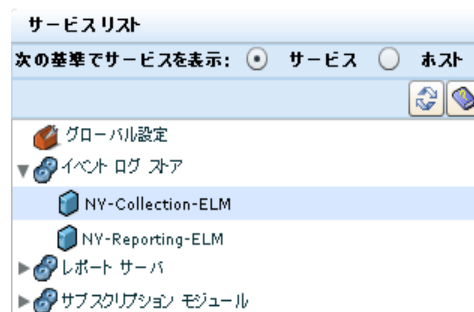 サービス リスト
次の基準でサービスを表示: サービス ホスト
グローバル設定
イベント ログ ストア
NY-Collection-ELM
NY-Reporting-ELM
レポート サーバ
サブスクリプション モジュール